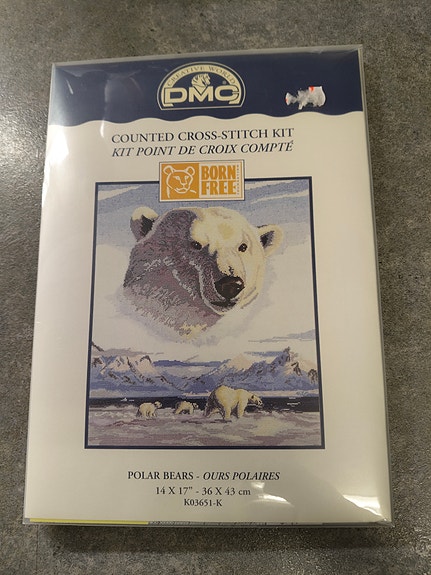 CREATIVE WORLD
DMC
COUNTED CROSS-STITCH KIT
KIT POINT DE CROIX COMPTÉ
BORN
FREE
POLAR BEARS - OURS POLAIRES
14 X 17" - 36 X 43 cm
K03651-K